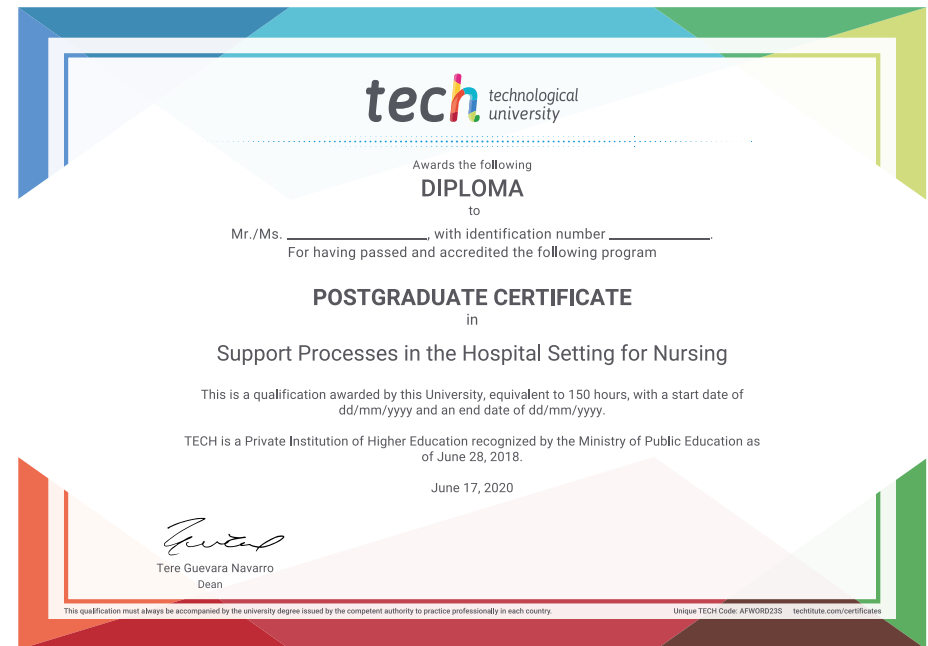 tech technological
university
Awards the following
DIPLOMA
to
Mr./Ms. ____________________, with identification number ______________.
For having passed and accredited the following program
POSTGRADUATE CERTIFICATE
in
Support Processes in the Hospital Setting for Nursing
This is a qualification awarded by this University, equivalent to 150 hours, with a start date of
dd/mm/yyyy and an end date of dd/mm/yyyy.
TECH is a Private Institution of Higher Education recognized by the Ministry of Public Education as
of June 28, 2018.
June 17, 2020
Tere Guevara Navarro
Dean
This qualification must always be accompanied by the university degree issued by the competent authority to practice professionally in each country.
Unique TECH Code: AFWORD23S techtitute.com/certificates